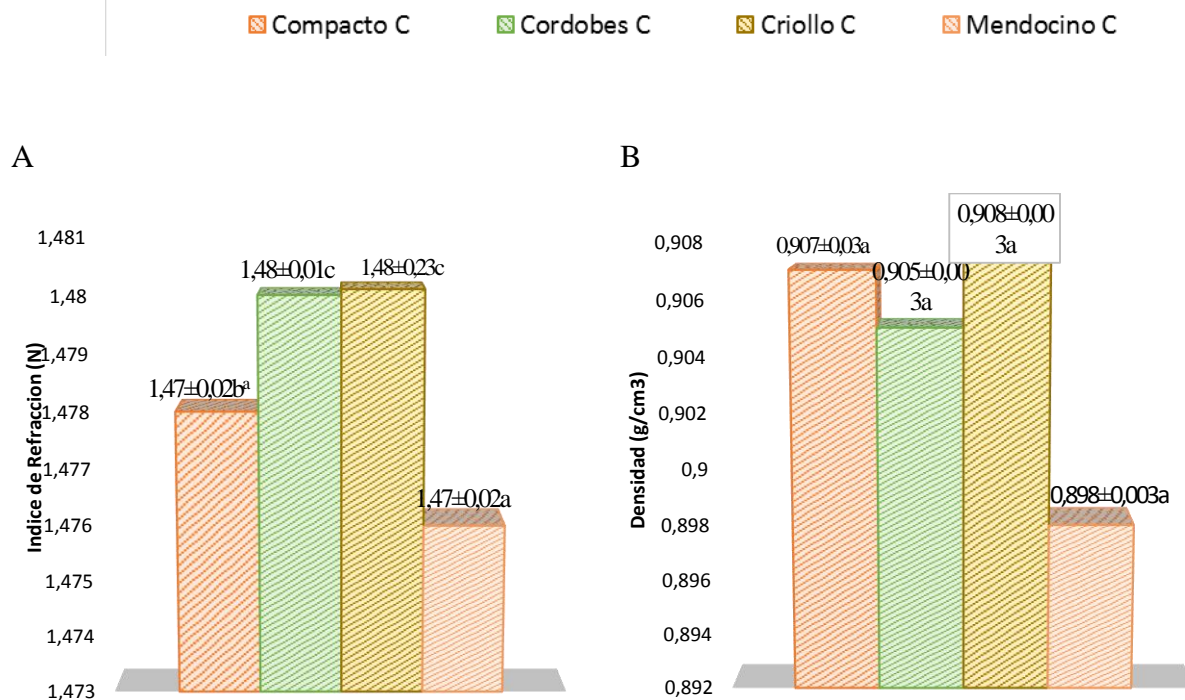 Compacto C Cordobes C Criollo C Mendocino C
A
B
Indice de Refraccion (N)
1,481
1,48
1,479
1,478
1,477
1,476
1,475
1,474
1,473
1,47±0,02bª
1,48±0,01c
1,48±0,23c
1,47±0,02a
Densidad (g/cm3)
0,908
0,906
0,904
0,902
0,9
0,898
0,896
0,894
0,892
0,907±0,03a
0,905±0,00
3a
0,908±0,00
3a
0,898±0,003a